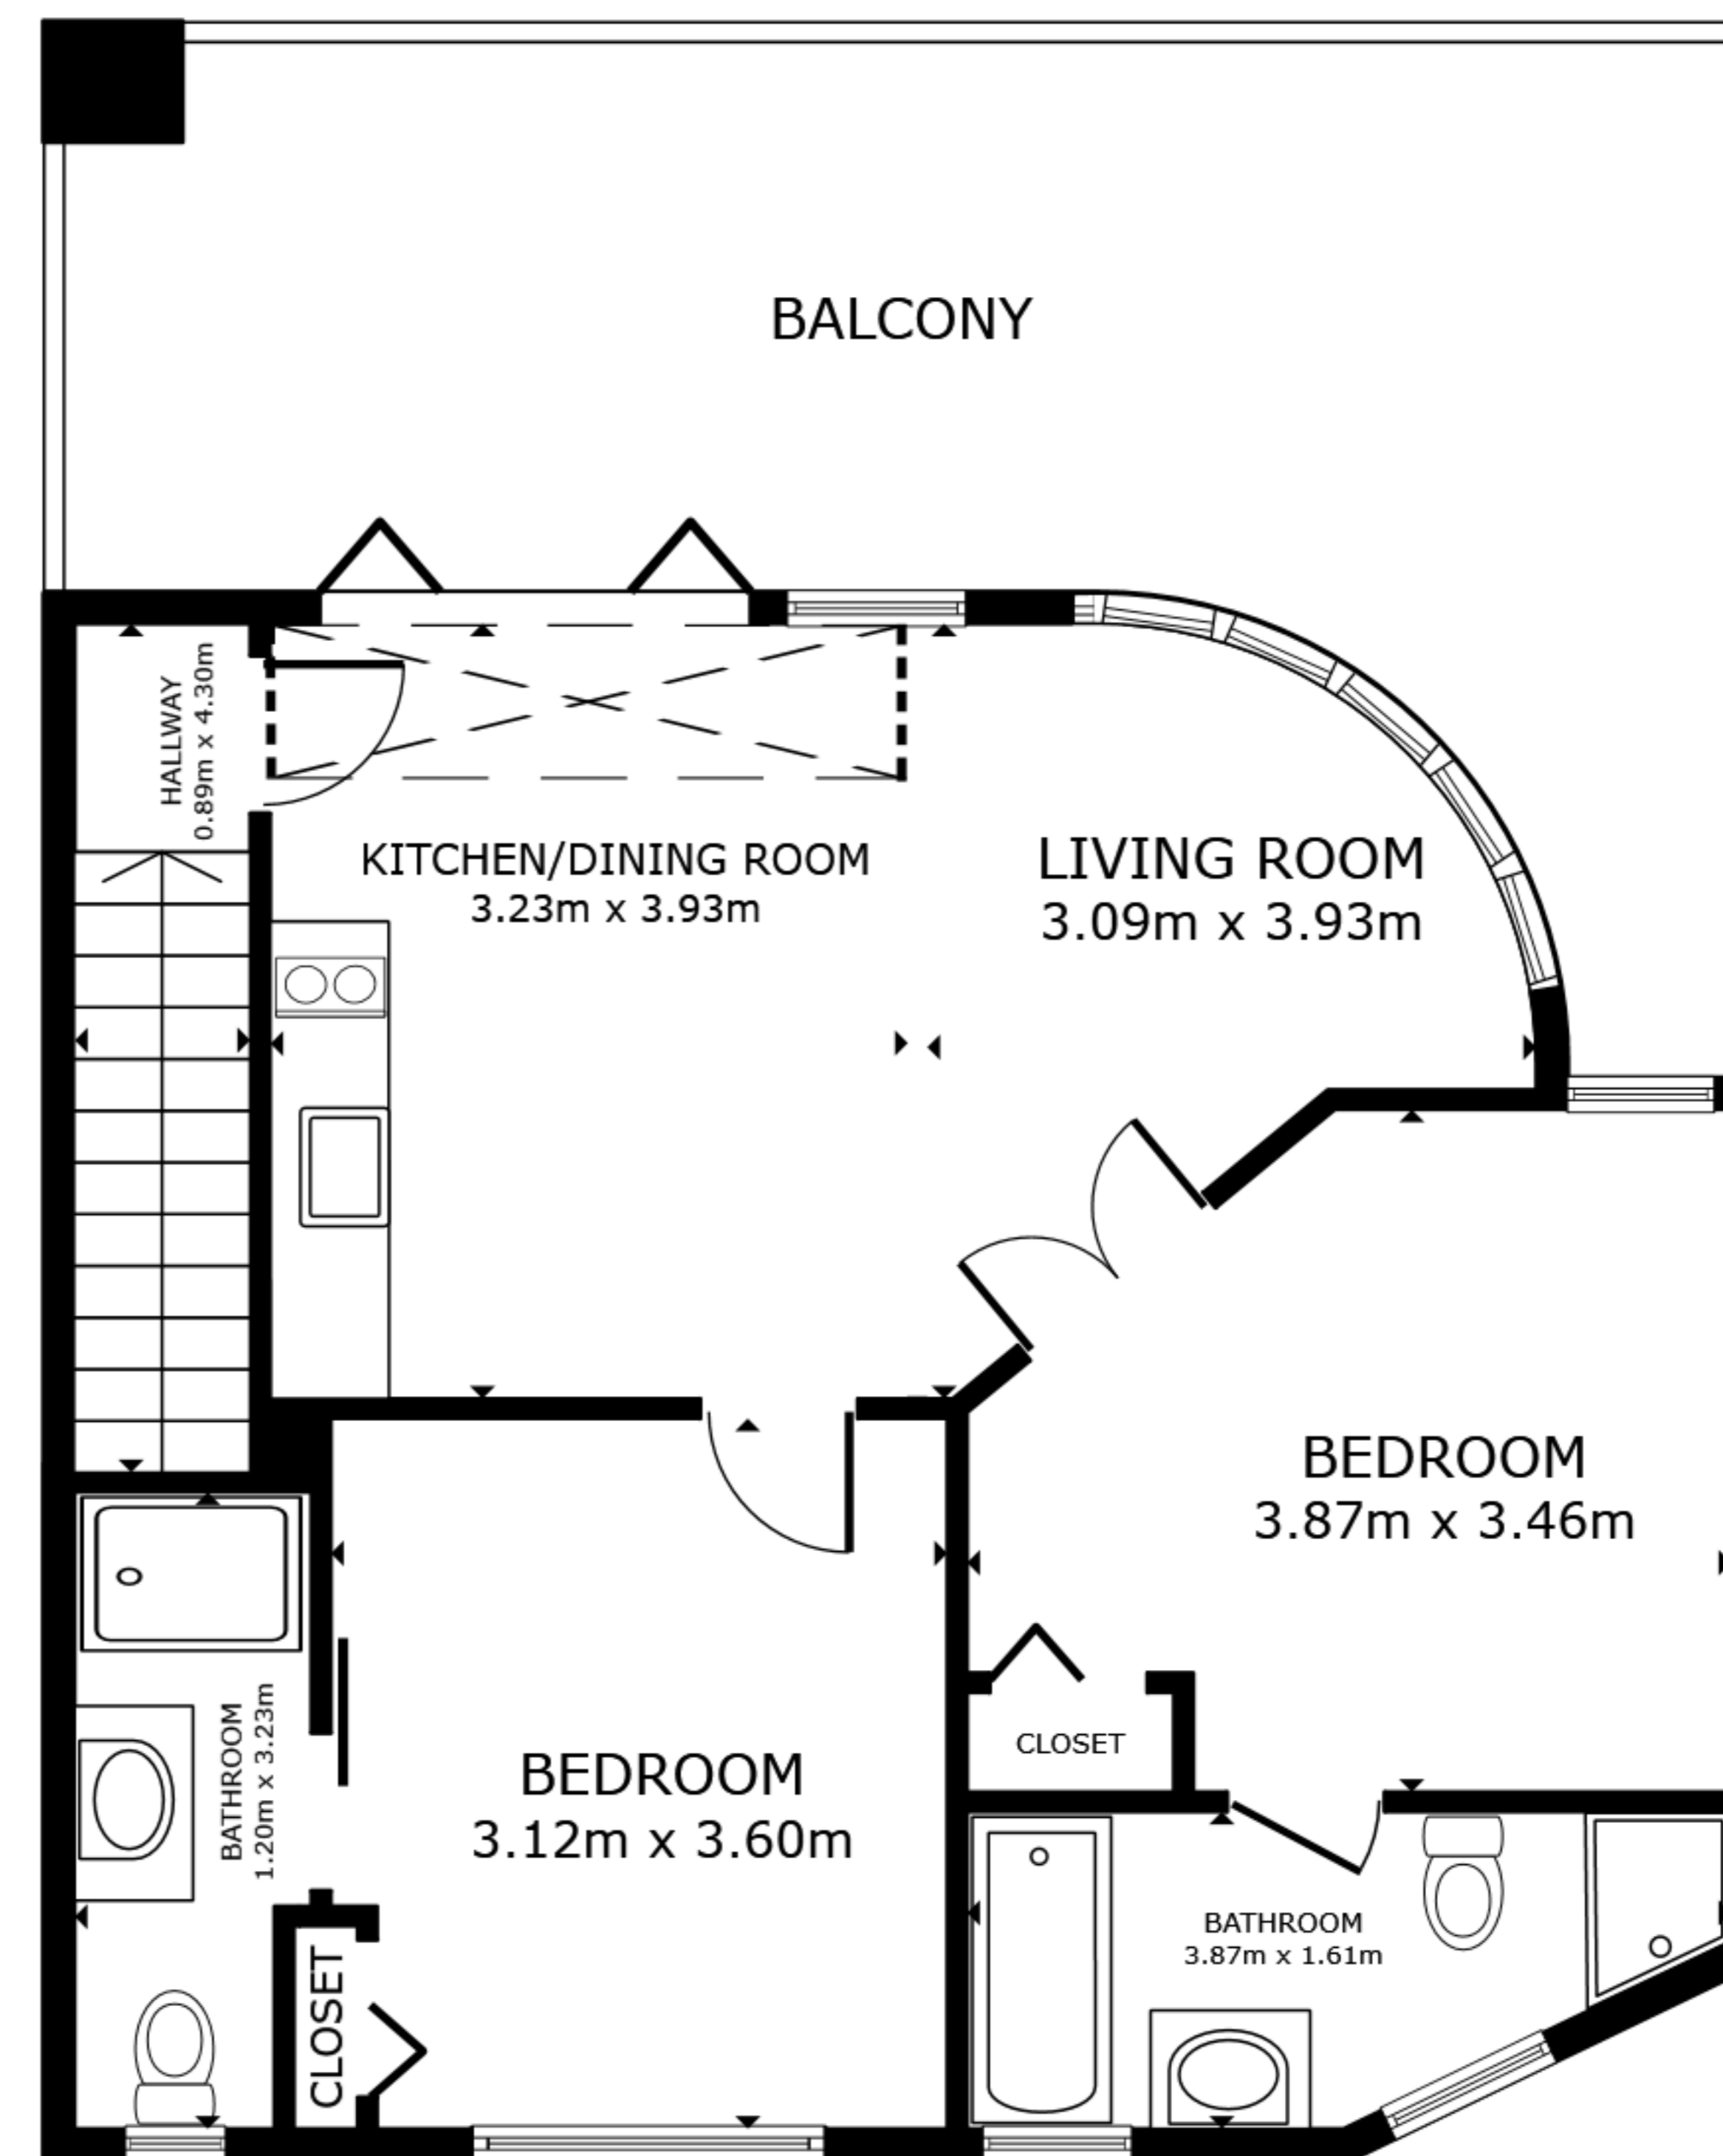 BALCONY
HALLWAY
0.89m x 4.30m
KITCHEN/DINING ROOM
3.23m x 3.93m
LIVING ROOM
3.09m x 3.93m
BEDROOM
3.87m x 3.46m
CLOSET
BATHROOM
1.20m x 3.23m
BEDROOM
3.12m x 3.60m
BATHROOM
3.87m x 1.61m
CLOSET